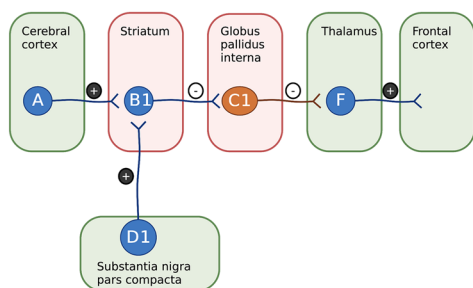 Cerebral
cortex
Striatum
Globus
pallidus
interna
Thalamus
Frontal
cortex
A
+
B1
-
C1
-
F
+
+
D1
Substantia nigra
pars compacta